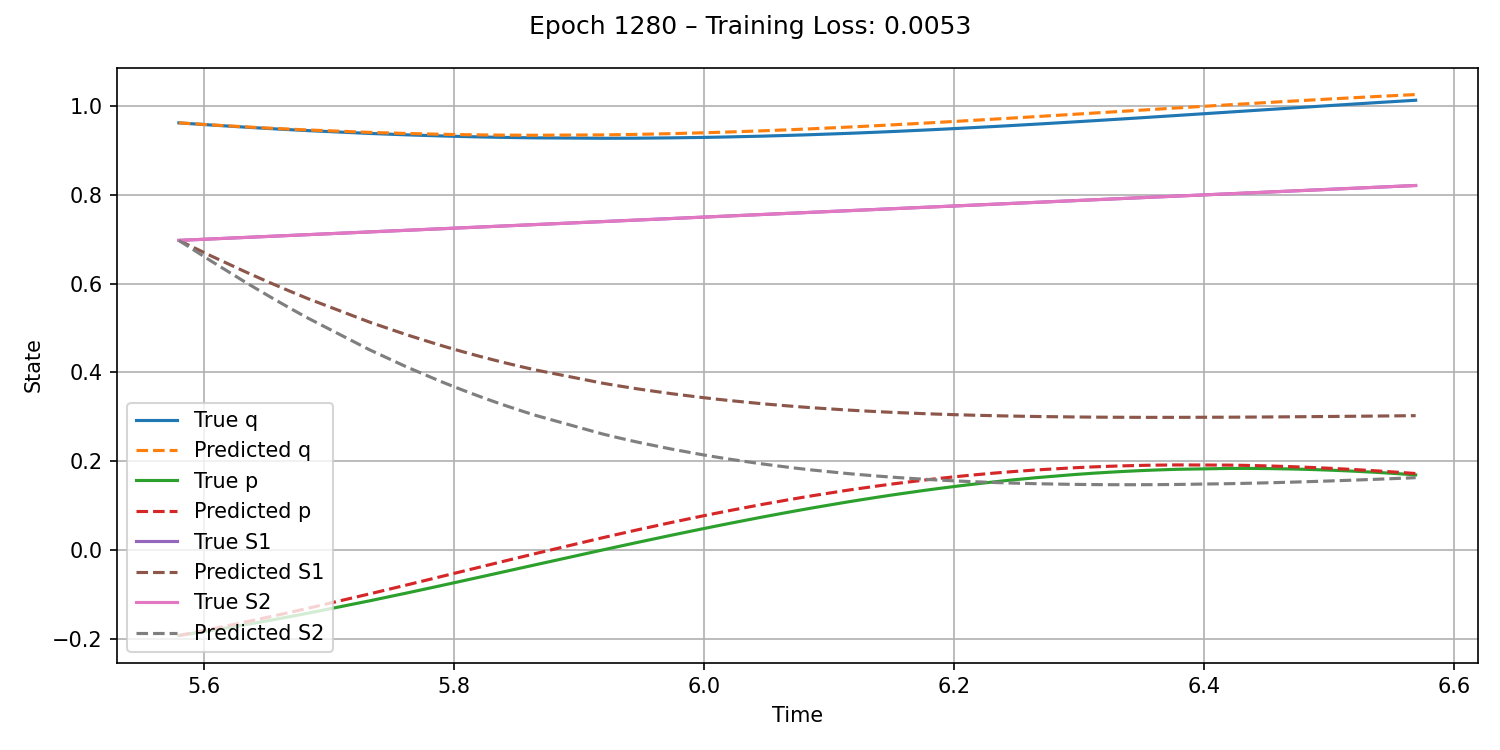 Epoch 1280 – Training Loss: 0.0053
1.0
0.8
0.6
0.4
0.2
0.0
−0.2
State
True q
Predicted q
True p
Predicted p
True S1
Predicted S1
True S2
Predicted S2
5.6 5.8 6.0 6.2 6.4 6.6
Time